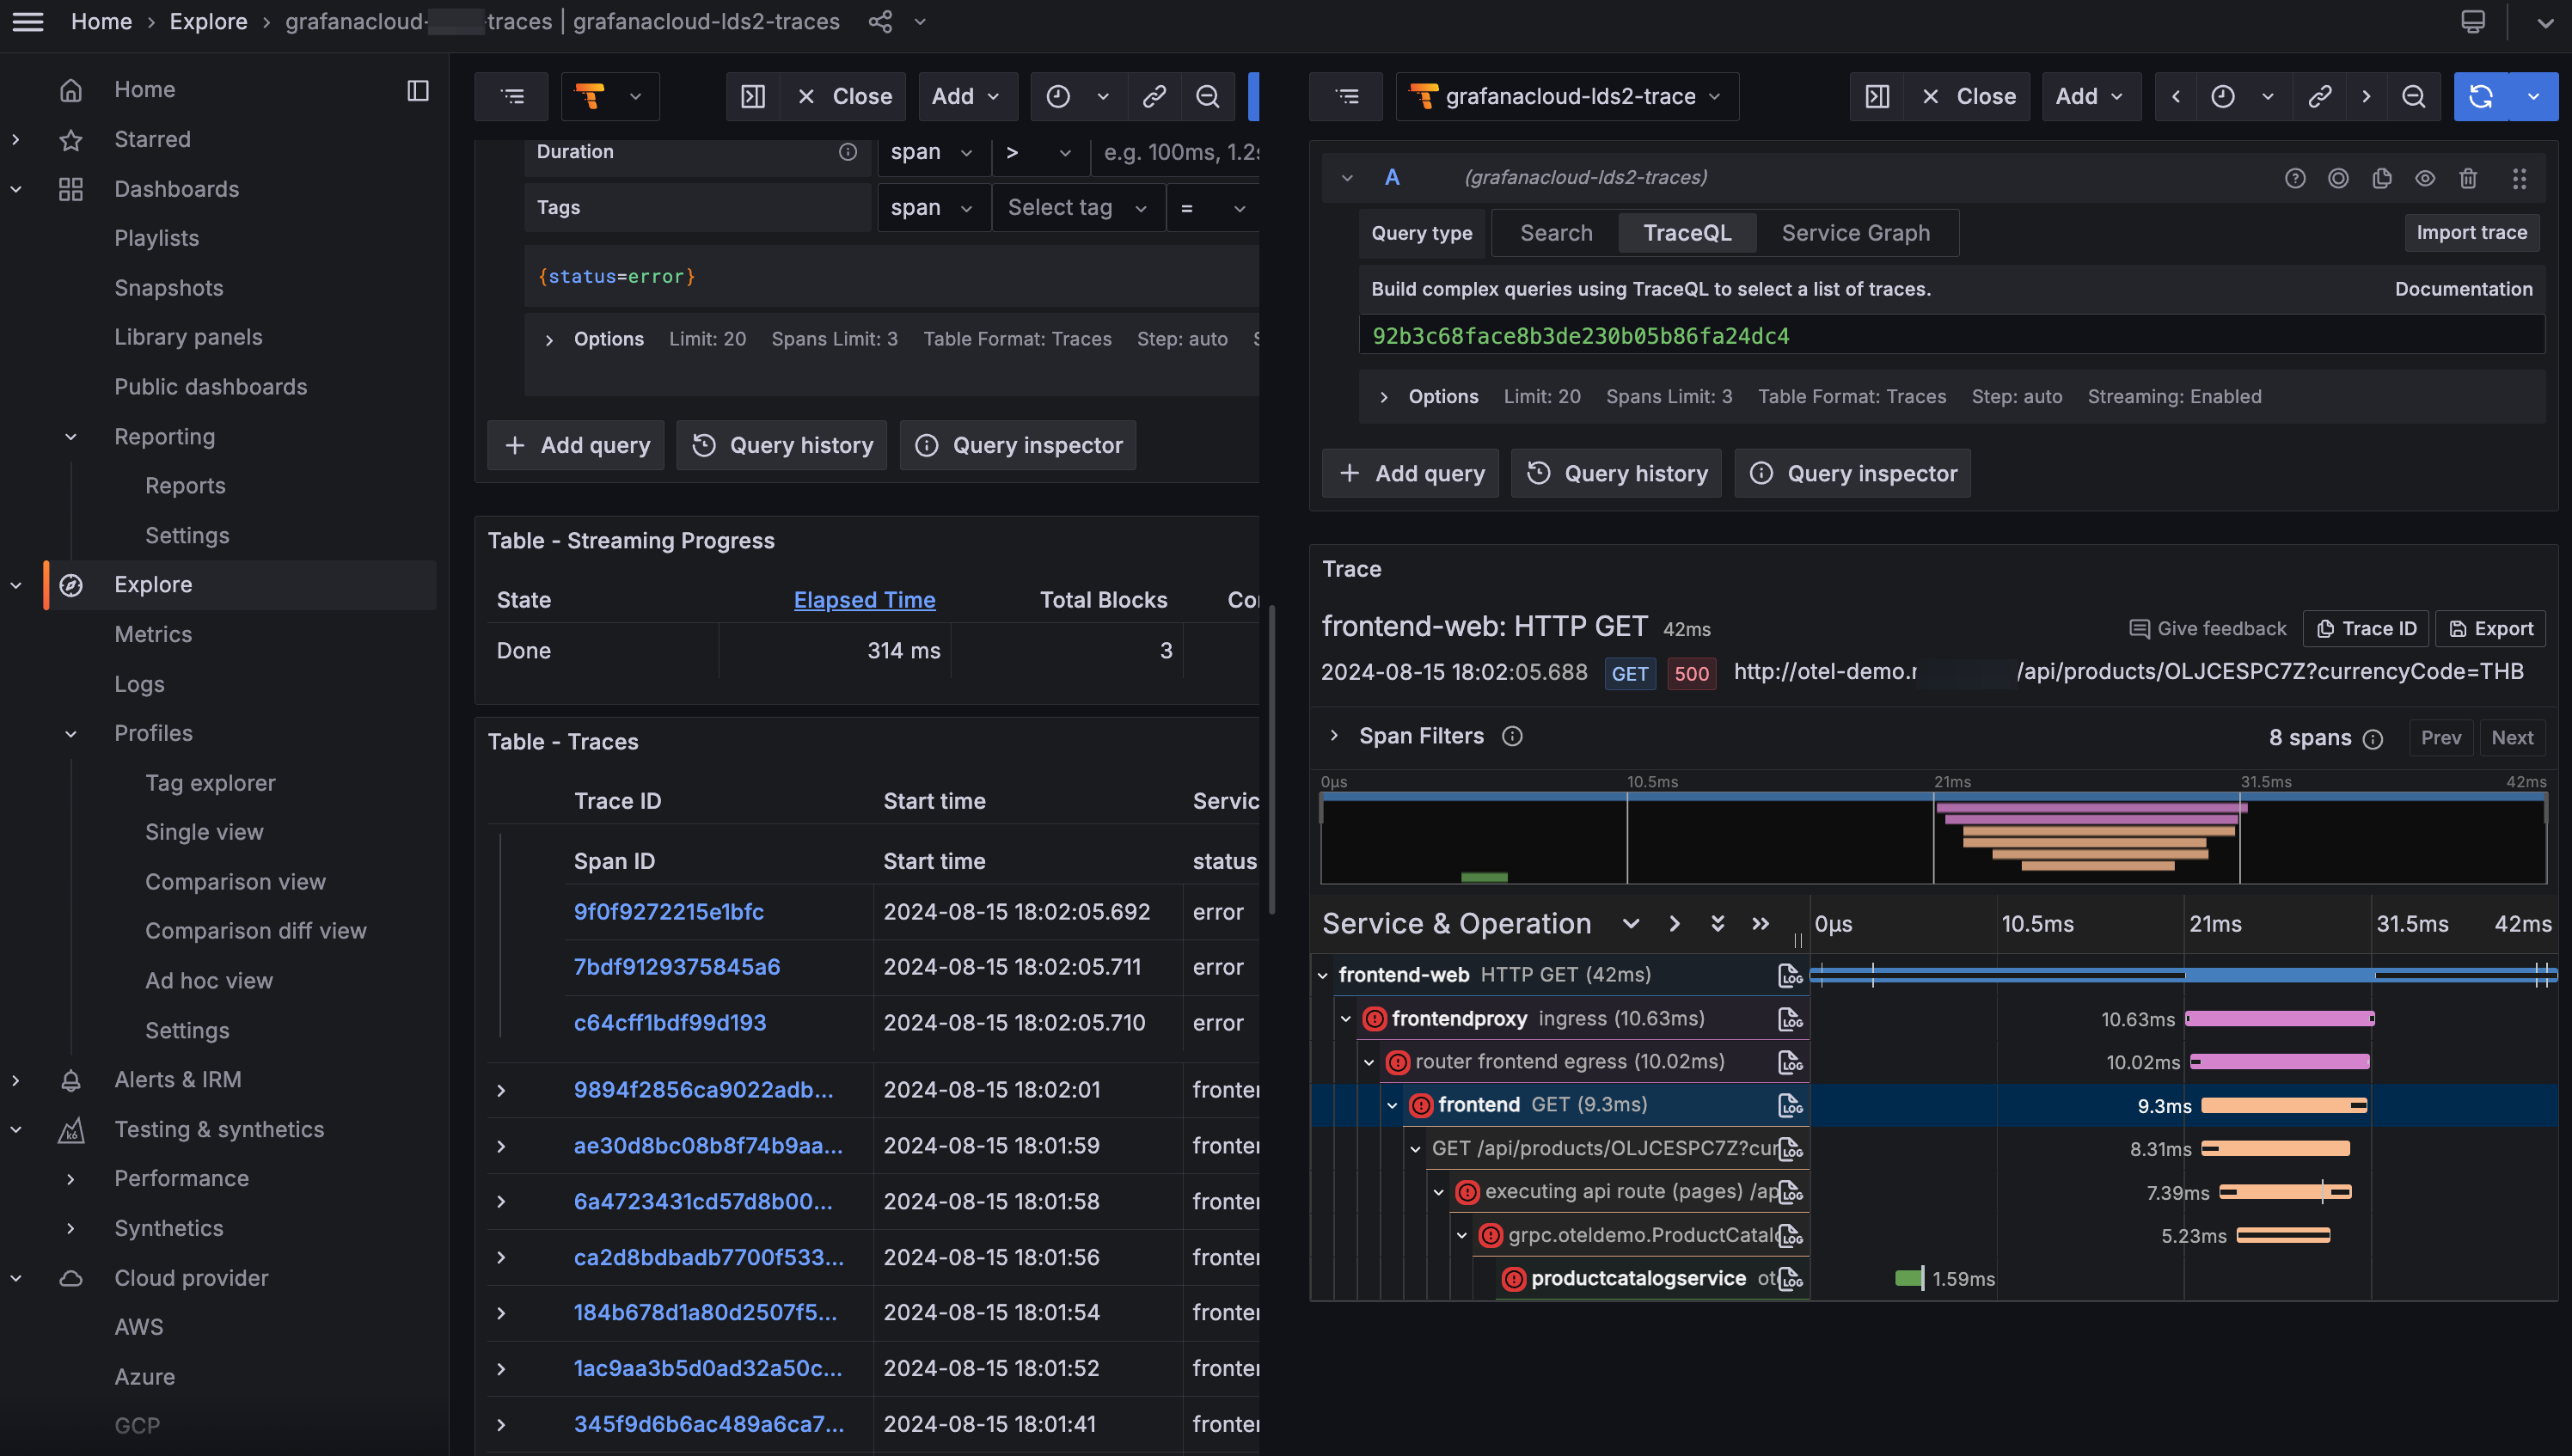 Home › Explore › grafanacloud- -traces | grafanacloud-lds2-traces
Home
Starred
Dashboards
Playlists
Snapshots
Library panels
Public dashboards
Reporting
Reports
Settings
Explore
Metrics
Logs
Profiles
Tag explorer
Single view
Comparison view
Comparison diff view
Ad hoc view
Settings
Alerts & IRM
Testing & synthetics
Performance
Synthetics
Cloud provider
AWS
Azure
GCP
Close Add
Duration span > e.g. 100ms, 1.2s
Tags span Select tag =
{status=error}
Options Limit: 20 Spans Limit: 3 Table Format: Traces Step: auto
Add query Query history Query inspector
Table - Streaming Progress
State Elapsed Time Total Blocks
Done 314 ms 3
Table - Traces
Trace ID Start time
Span ID Start time status
9f0f9272215e1bfc 2024-08-15 18:02:05.692 error
7bdf9129375845a6 2024-08-15 18:02:05.711 error
c64cff1bdf99d193 2024-08-15 18:02:05.710 error
9894f2856ca9022adb... 2024-08-15 18:02:01
ae30d8bc08b8f74b9aa... 2024-08-15 18:01:59
6a4723431cd57d8b00... 2024-08-15 18:01:58
ca2d8bdbadb7700f533... 2024-08-15 18:01:56
184b678d1a80d2507f5... 2024-08-15 18:01:54
1ac9aa3b5d0ad32a50c... 2024-08-15 18:01:52
345f9d6b6ac489a6ca7... 2024-08-15 18:01:41
grafanacloud-lds2-trace Close Add
A (grafanacloud-lds2-traces)
Query type Search TraceQL Service Graph Import trace
Build complex queries using TraceQL to select a list of traces. Documentation
92b3c68face8b3de230b05b86fa24dc4
Options Limit: 20 Spans Limit: 3 Table Format: Traces Step: auto Streaming: Enabled
Add query Query history Query inspector
Trace
frontend-web: HTTP GET 42ms Give feedback Trace ID Export
2024-08-15 18:02:05.688 GET 500 http://otel-demo.r /api/products/OLJCESPC7Z?currencyCode=THB
Span Filters 8 spans Prev Next
0μs 10.5ms 21ms 31.5ms 42ms
Service & Operation 0μs 10.5ms 21ms 31.5ms 42ms
frontend-web HTTP GET (42ms) LOG
frontendproxy ingress (10.63ms) LOG 10.63ms
router frontend egress (10.02ms) LOG 10.02ms
frontend GET (9.3ms) LOG 9.3ms
GET /api/products/OLJCESPC7Z?cur LOG 8.31ms
executing api route (pages) /ap LOG 7.39ms
grpc.oteldemo.ProductCatal LOG 5.23ms
productcatalogservice ot LOG 1.59ms